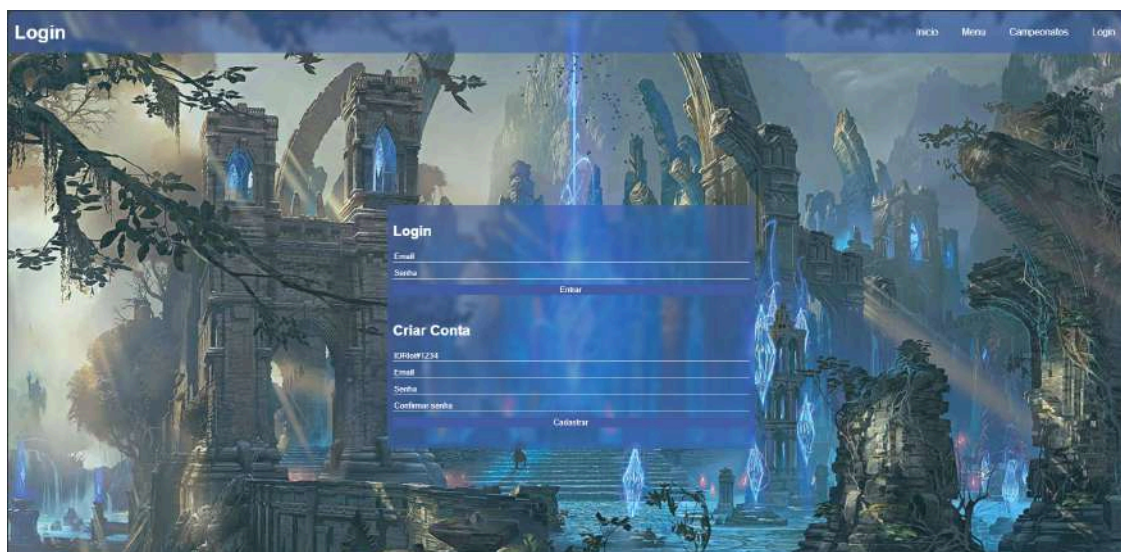 Login
Inicio Menu Campeonatos Login
Login
Email
Senha
Entrar
Criar Conta
IDRiot#1234
Email
Senha
Confirmar senha
Cadastrar